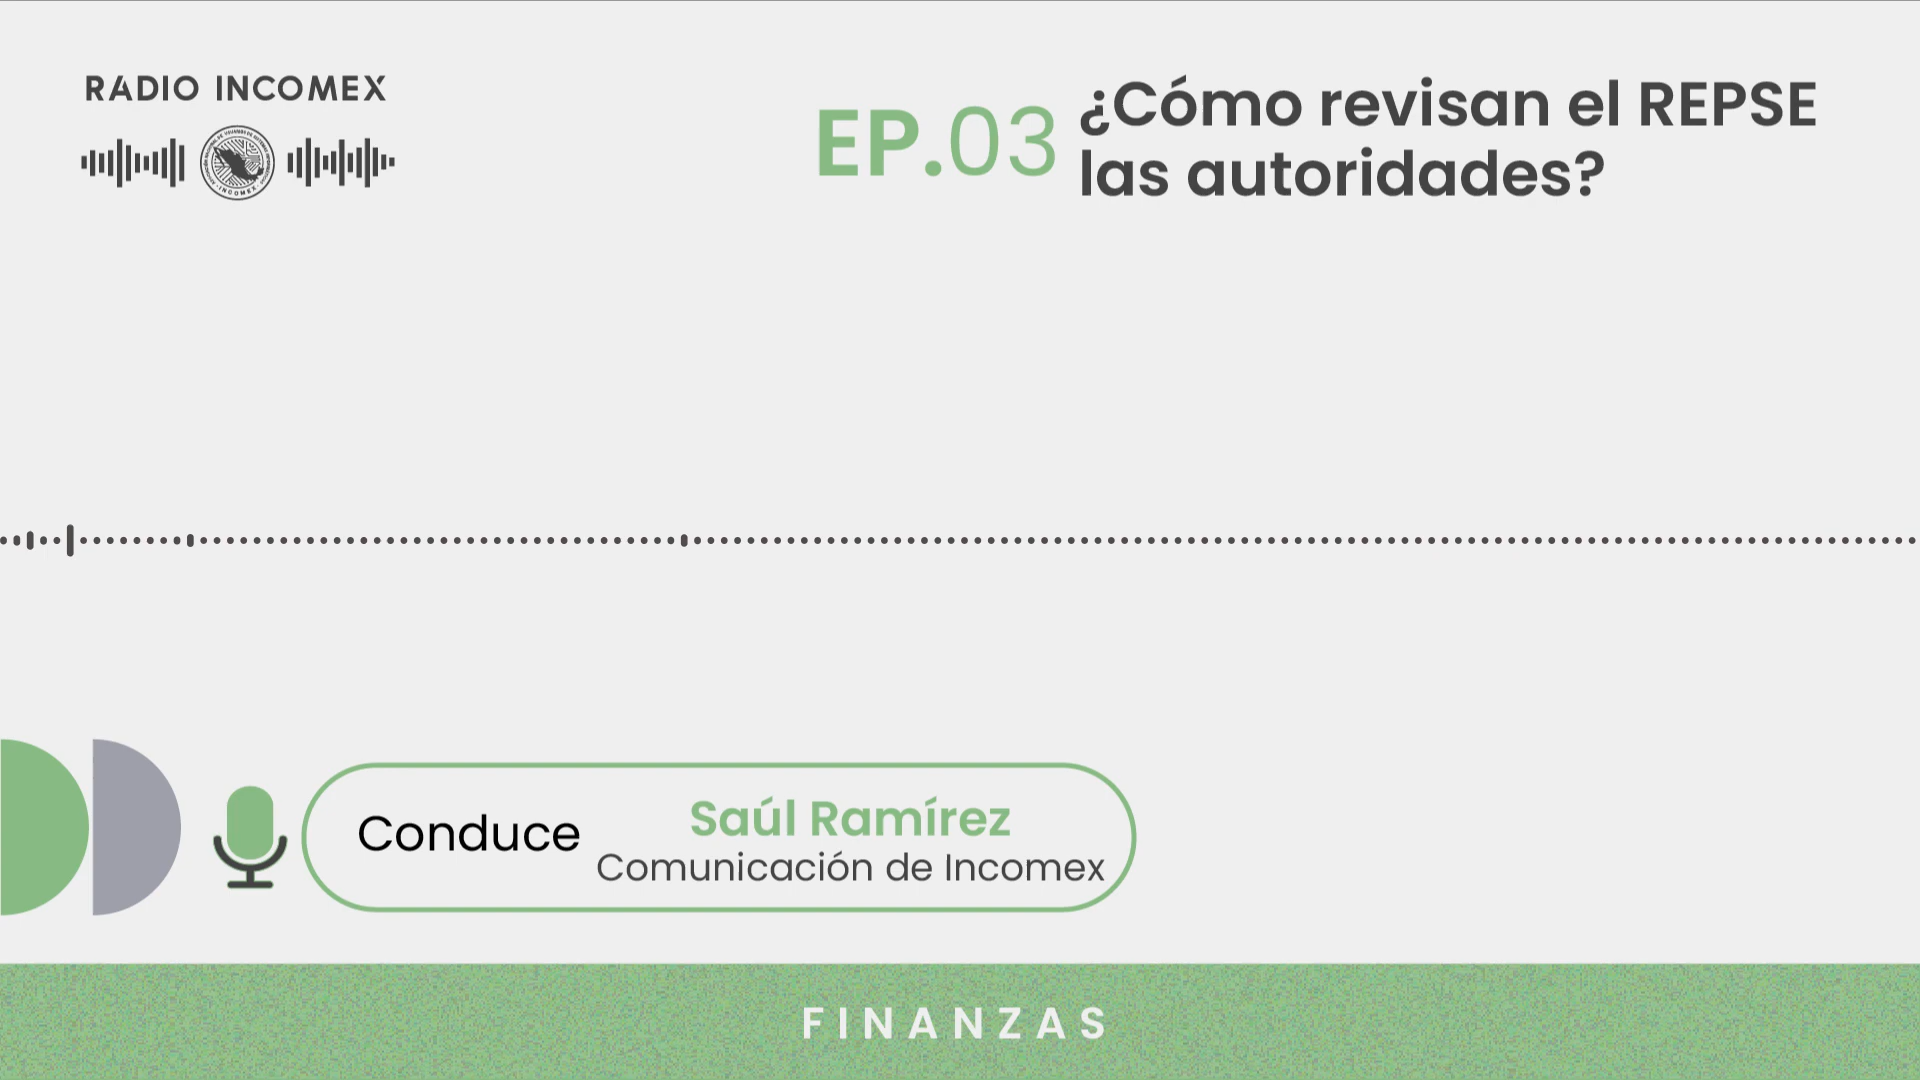 RADIO INCOMEX
EP.03
¿Cómo revisan el REPSE
las autoridades?
Conduce
Saúl Ramírez
Comunicación de Incomex
FINANZAS